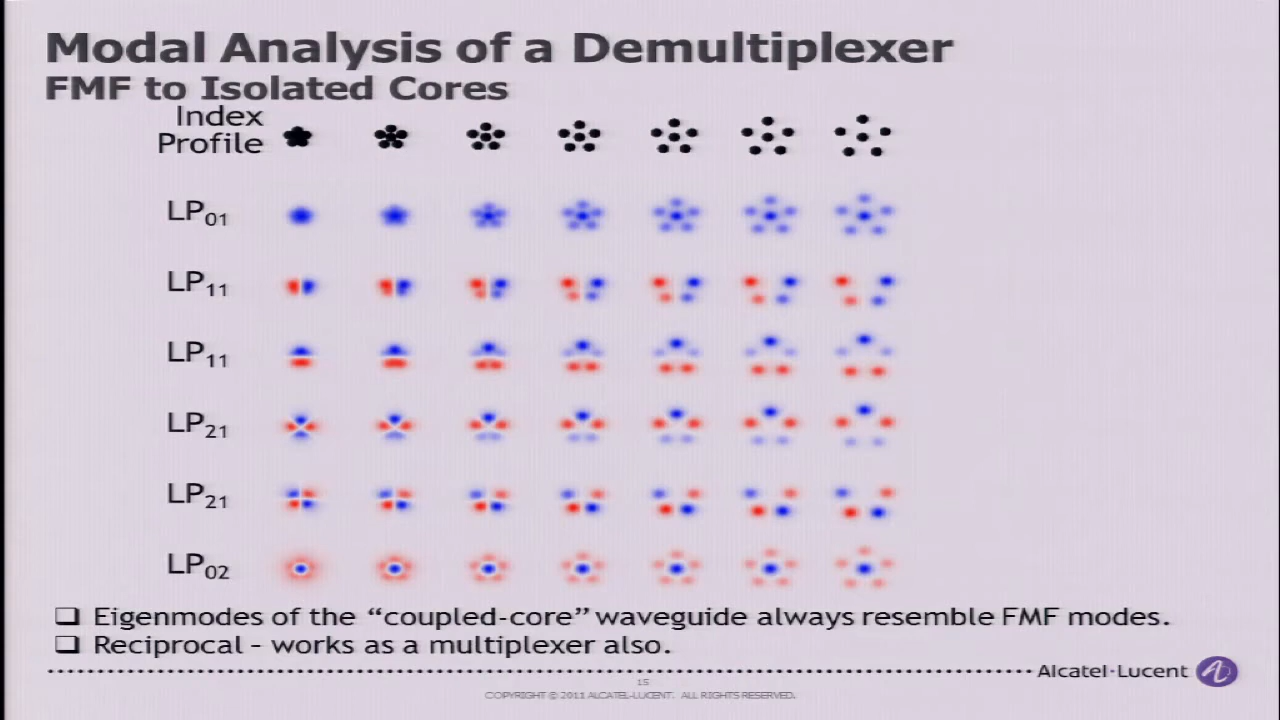 Modal Analysis of a Demultiplexer
FMF to Isolated Cores
Index
Profile
LP01
LP11
LP11
LP21
LP21
LP02
❑ Eigenmodes of the “coupled-core” waveguide always resemble FMF modes.
❑ Reciprocal – works as a multiplexer also.
Alcatel·Lucent
15
COPYRIGHT © 2011 ALCATEL-LUCENT. ALL RIGHTS RESERVED.